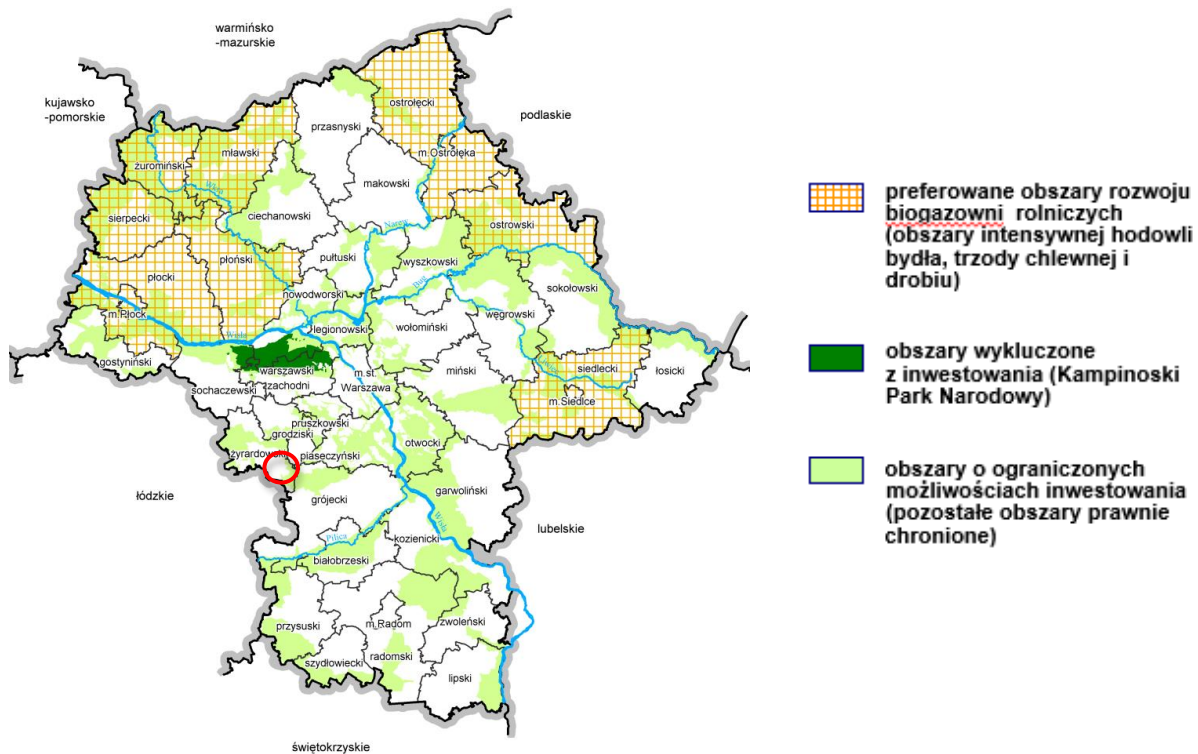 warmińsko
-mazurskie
kujawsko
-pomorskie
podlaskie
ostrołęcki
przasnyski
m.Ostrołęka
mławski
żuromiński
makowski
Wkra
ciechanowski
sierpecki
Narew
ostrowski
płoński
pułtuski
wyszkowski
płocki
Bug
sokołowski
nowodworski
m.Płock
węgrowski
legionowski
wołomiński
Wisła
gostyniński
warszawski
zachodni
m.st.
Warszawa
miński
siedlecki
łosicki
sochaczewski
m.Siedlce
pruszkowski
grodziski
otwocki
żyrardowski
piaseczyński
łódzkie
grójecki
garwoliński
Wisła
lubelskie
Pilica
kozienicki
białobrzeski
przysuski
m.Radom
zwoleński
szydłowiecki
radomski
lipski
świętokrzyskie
preferowane obszary rozwoju
biogazowni rolniczych
(obszary intensywnej hodowli
bydła, trzody chlewnej i
drobiu)
obszary wykluczone
z inwestowania (Kampinoski
Park Narodowy)
obszary o ograniczonych
możliwościach inwestowania
(pozostałe obszary prawnie
chronione)